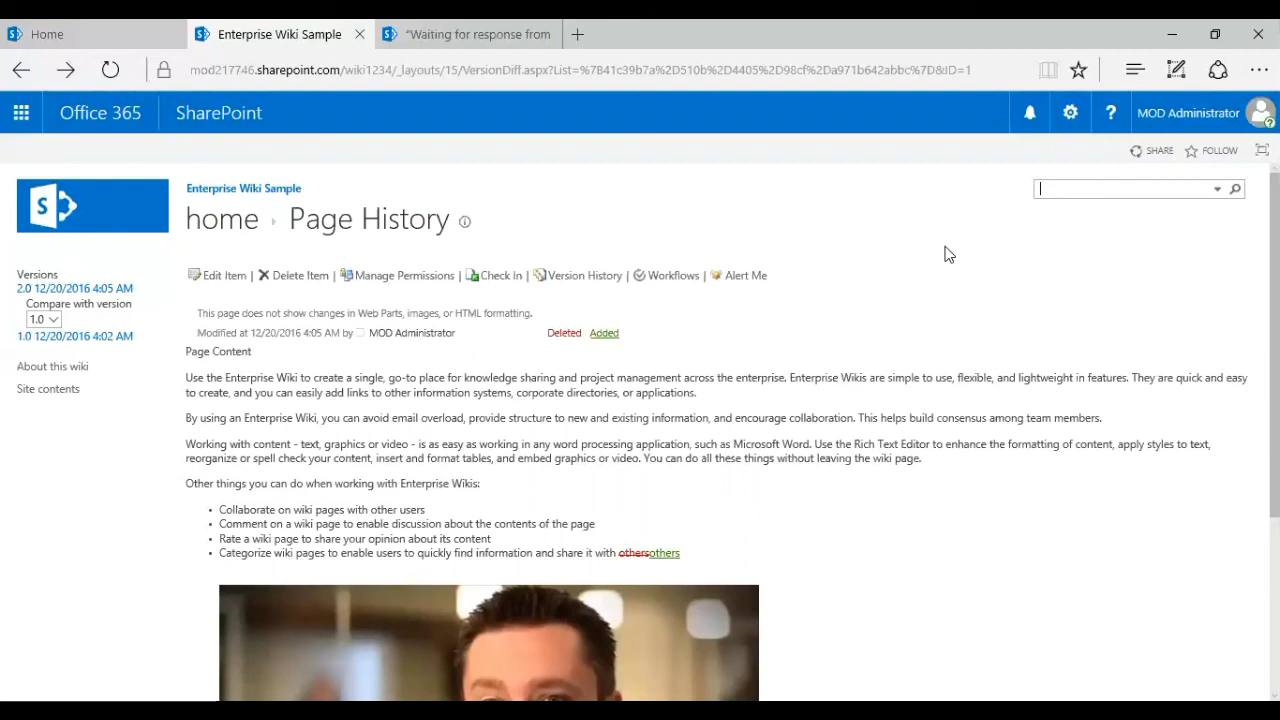 Home
Enterprise Wiki Sample
"Waiting for response from
mod217746.sharepoint.com/wiki1234/_layouts/15/VersionDiff.aspx?List=%7B41c39b7a%2D510b%2D4405%2D98cf%2Da971b642abbc%7D&ID=1
Office 365
SharePoint
?
MOD Administrator
SHARE
FOLLOW
S
Enterprise Wiki Sample
home
Page History
Versions
2.0 12/20/2016 4:05 AM
Compare with version
1.0
1.0 12/20/2016 4:02 AM
About this wiki
Site contents
Edit Item | Delete Item | Manage Permissions | Check In | Version History | Workflows | Alert Me
This page does not show changes in Web Parts, images, or HTML formatting.
Modified at 12/20/2016 4:05 AM by MOD Administrator Deleted Added
Page Content
Use the Enterprise Wiki to create a single, go-to place for knowledge sharing and project management across the enterprise. Enterprise Wikis are simple to use, flexible, and lightweight in features. They are quick and easy
to create, and you can easily add links to other information systems, corporate directories, or applications.
By using an Enterprise Wiki, you can avoid email overload, provide structure to new and existing information, and encourage collaboration. This helps build consensus among team members.
Working with content - text, graphics or video - is as easy as working in any word processing application, such as Microsoft Word. Use the Rich Text Editor to enhance the formatting of content, apply styles to text,
reorganize or spell check your content, insert and format tables, and embed graphics or video. You can do all these things without leaving the wiki page.
Other things you can do when working with Enterprise Wikis:
• Collaborate on wiki pages with other users
• Comment on a wiki page to enable discussion about the contents of the page
• Rate a wiki page to share your opinion about its content
• Categorize wiki pages to enable users to quickly find information and share it with othersothers